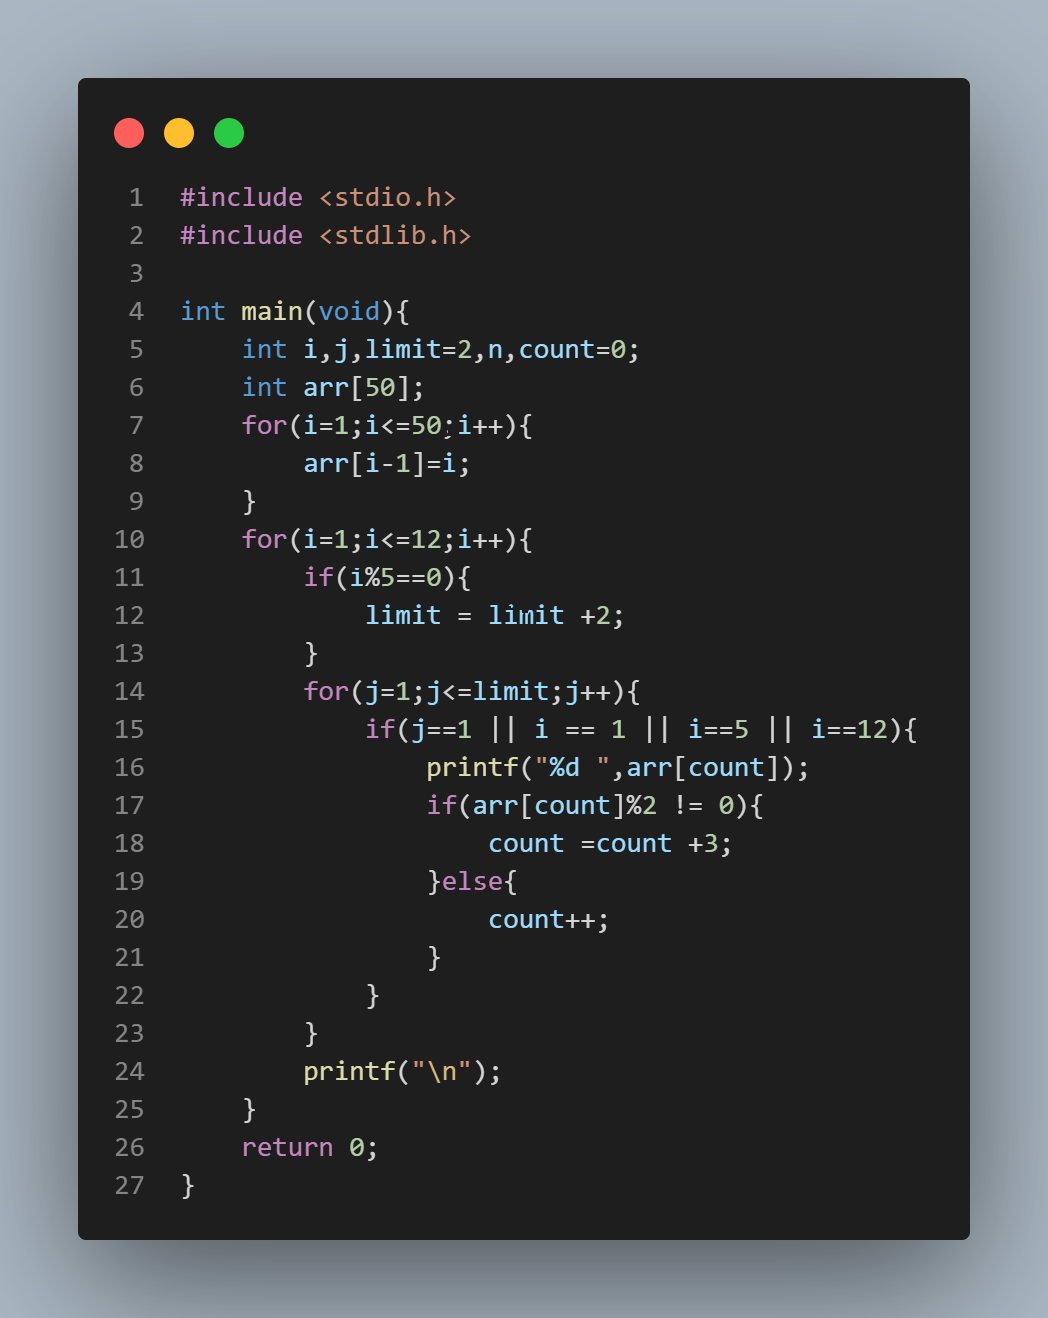 1 #include <stdio.h>
2 #include <stdlib.h>
3
4 int main(void){
5     int i,j,limit=2,n,count=0;
6     int arr[50];
7     for(i=1;i<=50;i++){
8         arr[i-1]=i;
9     }
10     for(i=1;i<=12;i++){
11         if(i%5==0){
12             limit = limit +2;
13         }
14         for(j=1;j<=limit;j++){
15             if(j==1 || i == 1 || i==5 || i==12){
16                 printf("%d ",arr[count]);
17                 if(arr[count]%2 != 0){
18                     count =count +3;
19                 }else{
20                     count++;
21                 }
22             }
23         }
24         printf("\n");
25     }
26     return 0;
27 }